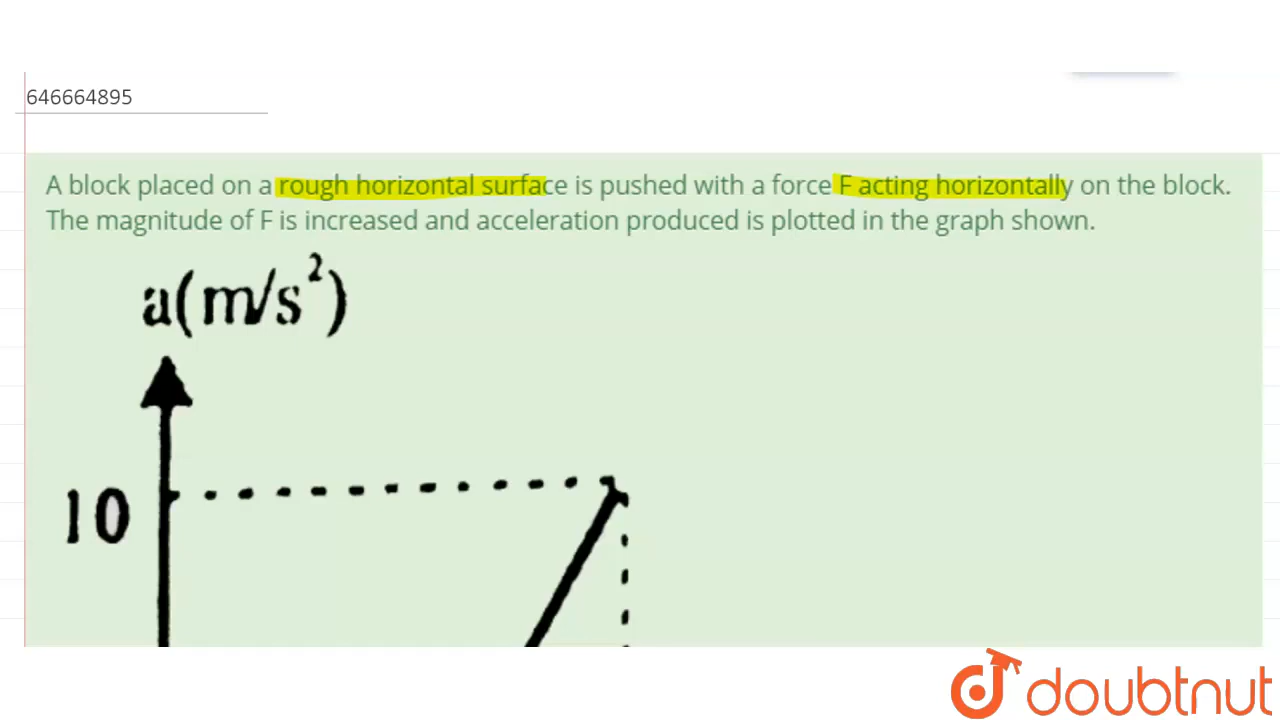 646664895
A block placed on a rough horizontal surface is pushed with a force F acting horizontally on the block.
The magnitude of F is increased and acceleration produced is plotted in the graph shown.
a(m/s²)
10
doubtnut